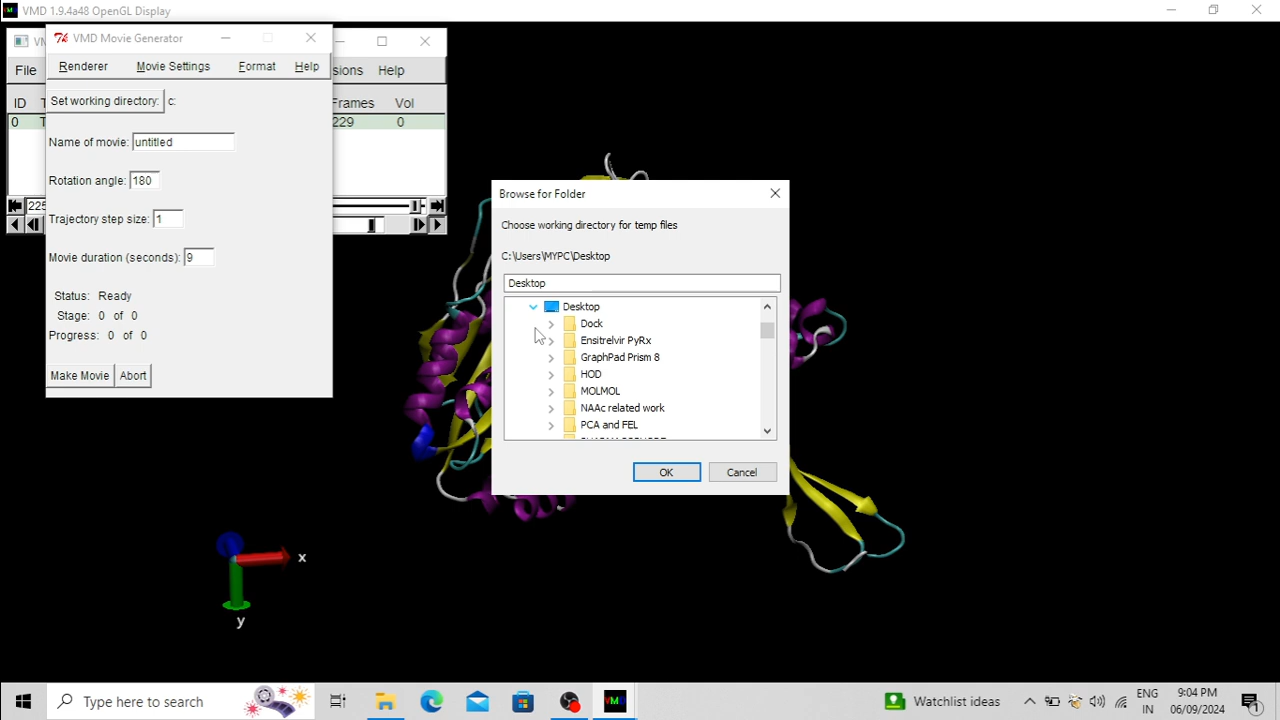 VMD 1.9.4a48 OpenGL Display
VMD Movie Generator
VM
Renderer Movie Settings Format Help
File sions Help
Set working directory: c:
ID T Frames Vol
0 T 229 0
Name of movie: untitled
Rotation angle: 180
225
Trajectory step size: 1
Movie duration (seconds): 9
Status: Ready
Stage: 0 of 0
Progress: 0 of 0
Make Movie Abort
Browse for Folder
Choose working directory for temp files
C:\Users\MYPC\Desktop
Desktop
Desktop
Dock
Ensitrelvir PyRx
GraphPad Prism 8
HOD
MOLMOL
NAAc related work
PCA and FEL
OK Cancel
x
y
Type here to search
VMD
Watchlist ideas
ENG
IN
9:04 PM
06/09/2024
1